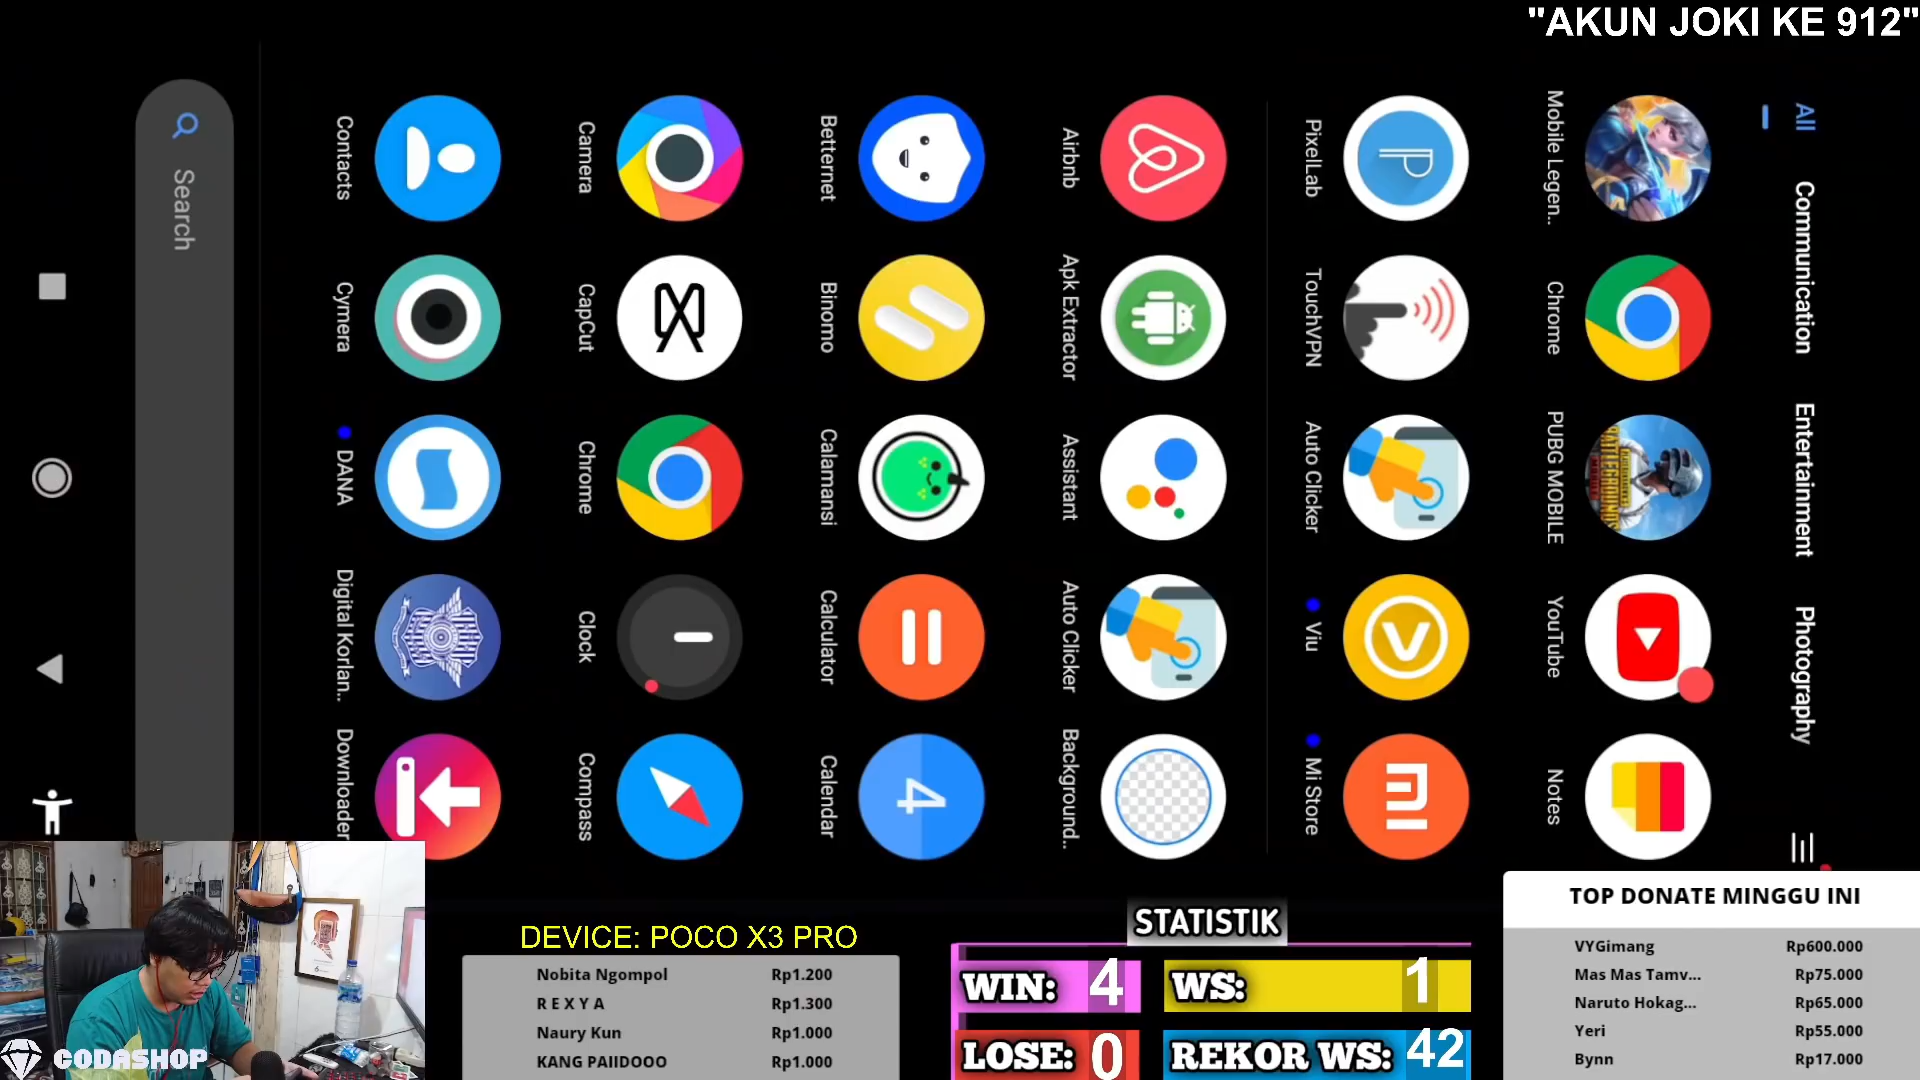 "AKUN JOKI KE 912"
All
Communication
Entertainment
Photography
Mobile Legen..
Chrome
PUBG MOBILE
YouTube
Notes
PixelLab
TouchVPN
Auto Clicker
Viu
Mi Store
Airbnb
Apk Extractor
Assistant
Auto Clicker
Background..
Betternet
Binomo
Calamansi
Calculator
Calendar
4
Camera
CapCut
Chrome
Clock
Compass
Contacts
Cymera
DANA
Digital Korlan..
Downloader
Search
CODASHOP
DEVICE: POCO X3 PRO
Nobita Ngompol Rp1.200
R E X Y A Rp1.300
Naury Kun Rp1.000
KANG PAIIDOOO Rp1.000
STATISTIK
WIN: 4 WS: 1
LOSE: 0 REKOR WS: 42
TOP DONATE MINGGU INI
VYGimang Rp600.000
Mas Mas Tamv... Rp75.000
Naruto Hokag... Rp65.000
Yeri Rp55.000
Bynn Rp17.000